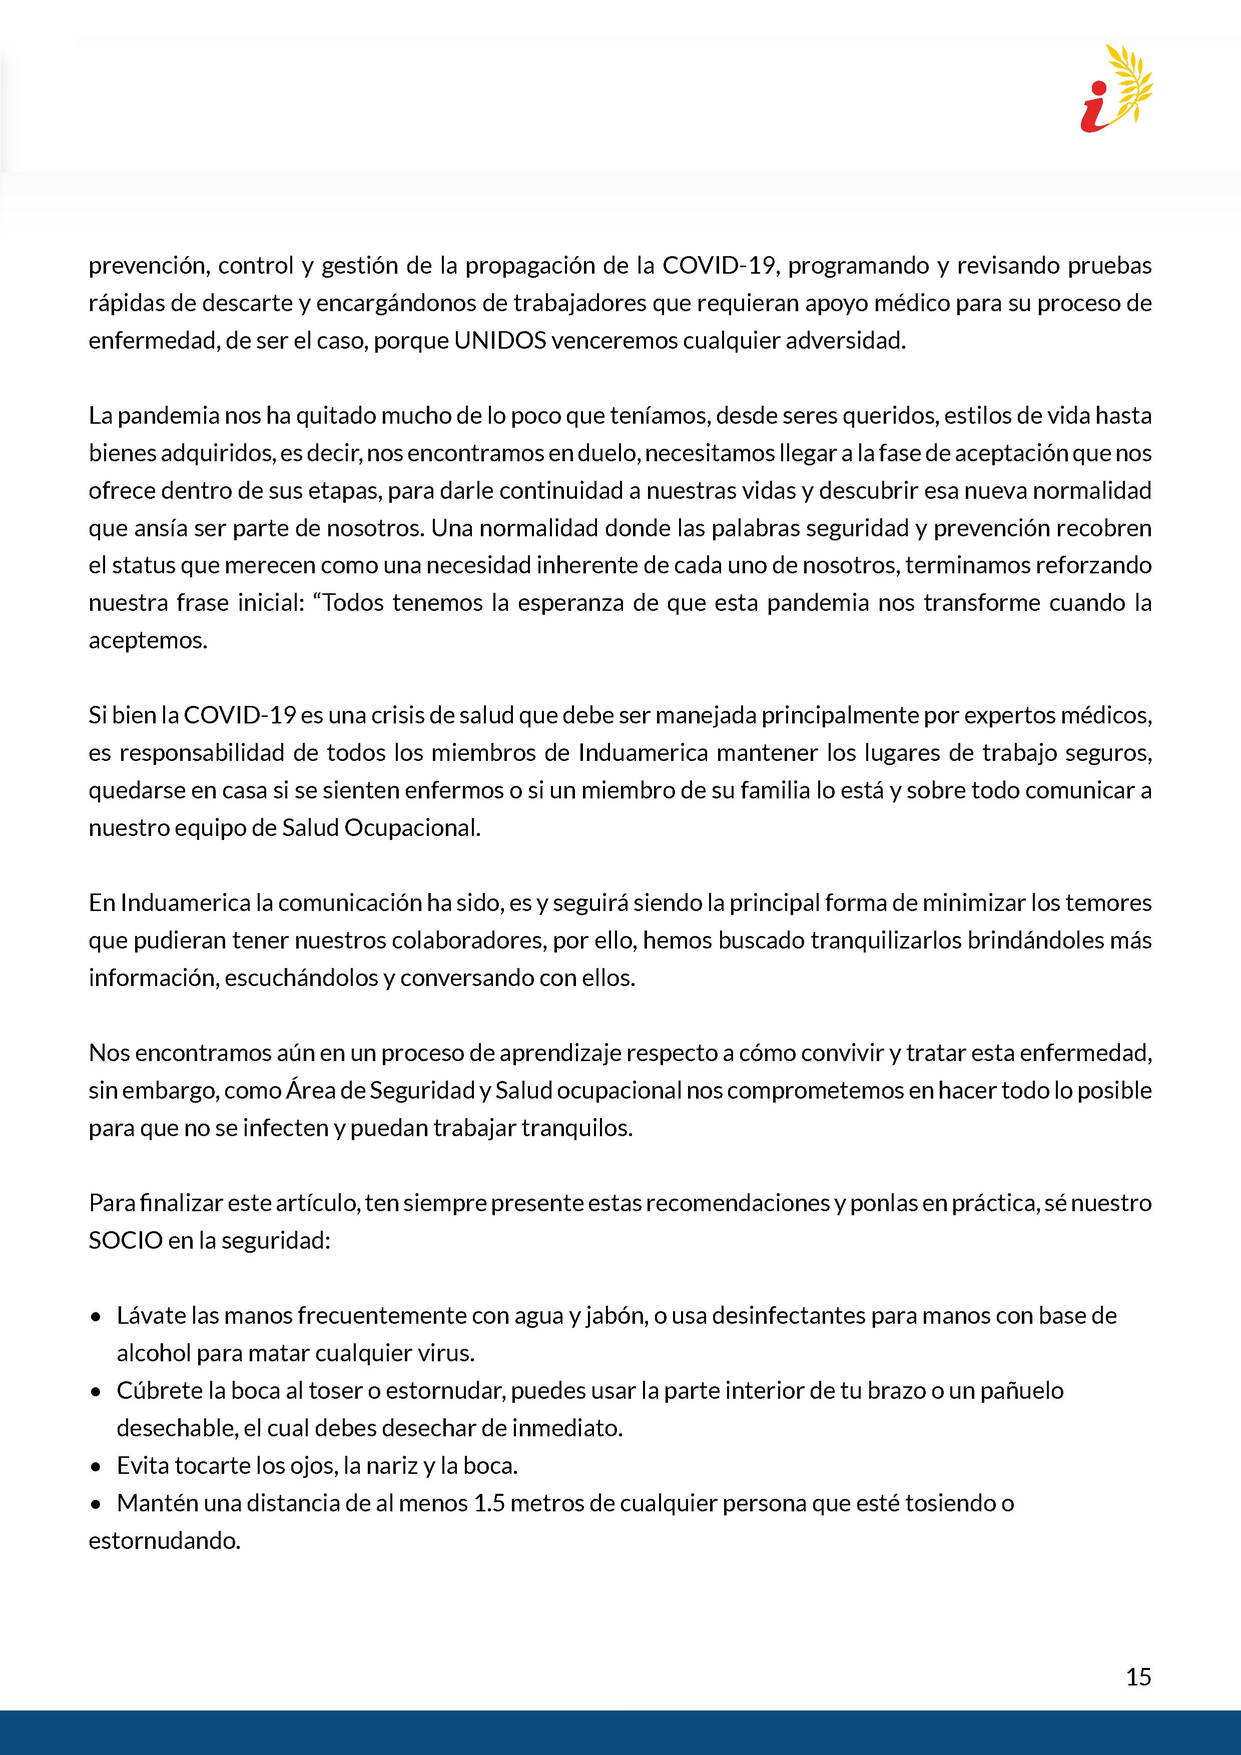 prevención, control y gestión de la propagación de la COVID-19, programando y revisando pruebas
rápidas de descarte y encargándonos de trabajadores que requieran apoyo médico para su proceso de
enfermedad, de ser el caso, porque UNIDOS venceremos cualquier adversidad.
La pandemia nos ha quitado mucho de lo poco que teníamos, desde seres queridos, estilos de vida hasta
bienes adquiridos, es decir, nos encontramos en duelo, necesitamos llegar a la fase de aceptación que nos
ofrece dentro de sus etapas, para darle continuidad a nuestras vidas y descubrir esa nueva normalidad
que ansía ser parte de nosotros. Una normalidad donde las palabras seguridad y prevención recobren
el status que merecen como una necesidad inherente de cada uno de nosotros, terminamos reforzando
nuestra frase inicial: “Todos tenemos la esperanza de que esta pandemia nos transforme cuando la
aceptemos.
Si bien la COVID-19 es una crisis de salud que debe ser manejada principalmente por expertos médicos,
es responsabilidad de todos los miembros de Induamerica mantener los lugares de trabajo seguros,
quedarse en casa si se sienten enfermos o si un miembro de su familia lo está y sobre todo comunicar a
nuestro equipo de Salud Ocupacional.
En Induamerica la comunicación ha sido, es y seguirá siendo la principal forma de minimizar los temores
que pudieran tener nuestros colaboradores, por ello, hemos buscado tranquilizarlos brindándoles más
información, escuchándolos y conversando con ellos.
Nos encontramos aún en un proceso de aprendizaje respecto a cómo convivir y tratar esta enfermedad,
sin embargo, como Área de Seguridad y Salud ocupacional nos comprometemos en hacer todo lo posible
para que no se infecten y puedan trabajar tranquilos.
Para finalizar este artículo, ten siempre presente estas recomendaciones y ponlas en práctica, sé nuestro
SOCIO en la seguridad:
• Lávate las manos frecuentemente con agua y jabón, o usa desinfectantes para manos con base de
alcohol para matar cualquier virus.
• Cúbrete la boca al toser o estornudar, puedes usar la parte interior de tu brazo o un pañuelo
desechable, el cual debes desechar de inmediato.
• Evita tocarte los ojos, la nariz y la boca.
• Mantén una distancia de al menos 1.5 metros de cualquier persona que esté tosiendo o
estornudando.
15